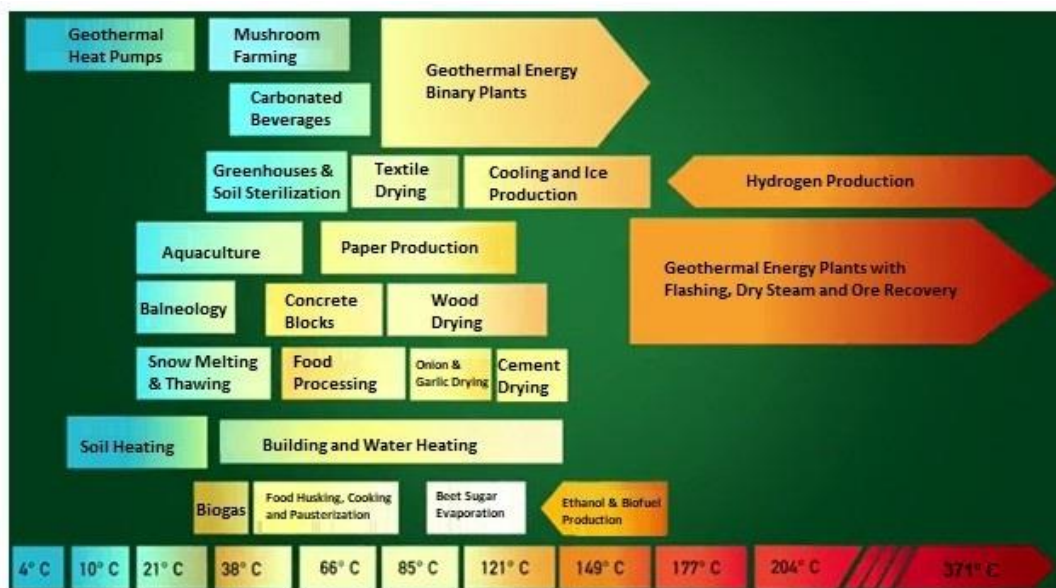 Geothermal
Heat Pumps
Mushroom
Farming
Geothermal Energy
Binary Plants
Carbonated
Beverages
Greenhouses &
Soil Sterilization
Textile
Drying
Cooling and Ice
Production
Hydrogen Production
Aquaculture
Paper Production
Geothermal Energy Plants with
Flashing, Dry Steam and Ore Recovery
Balneology
Concrete
Blocks
Wood
Drying
Snow Melting
& Thawing
Food
Processing
Onion &
Garlic Drying
Cement
Drying
Soil Heating
Building and Water Heating
Biogas
Food Husking, Cooking
and Pausterization
Beet Sugar
Evaporation
Ethanol & Biofuel
Production
4° C 10° C 21° C 38° C 66° C 85° C 121° C 149° C 177° C 204° C 371° C